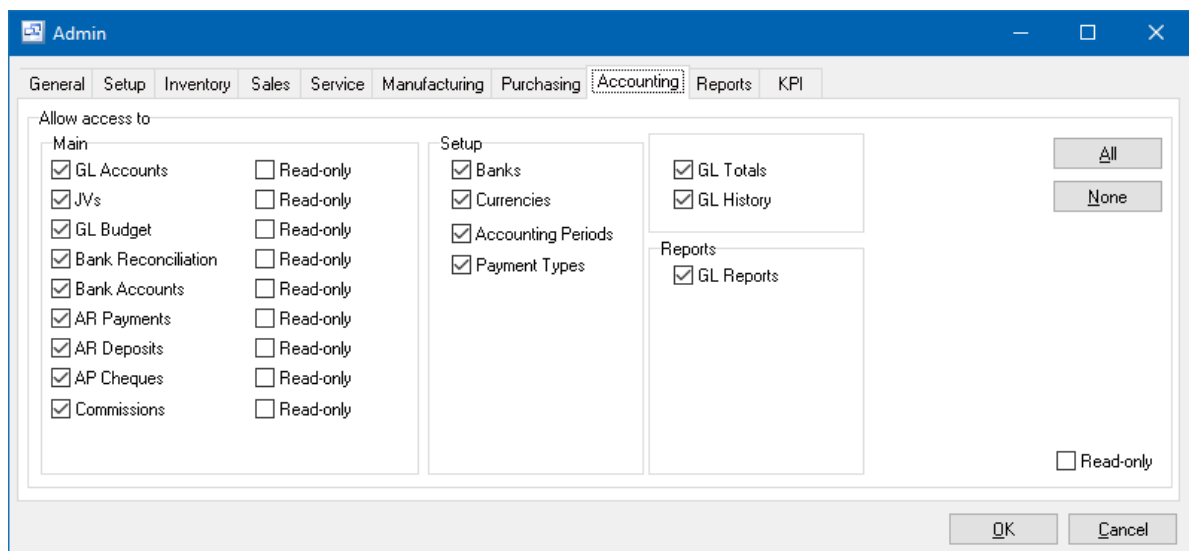 Admin
General Setup Inventory Sales Service Manufacturing Purchasing Accounting Reports KPI
Allow access to
Main
GL Accounts Read-only
JVs Read-only
GL Budget Read-only
Bank Reconciliation Read-only
Bank Accounts Read-only
AR Payments Read-only
AR Deposits Read-only
AP Cheques Read-only
Commissions Read-only
Setup
Banks
Currencies
Accounting Periods
Payment Types
GL Totals
GL History
Reports
GL Reports
All
None
Read-only
OK Cancel